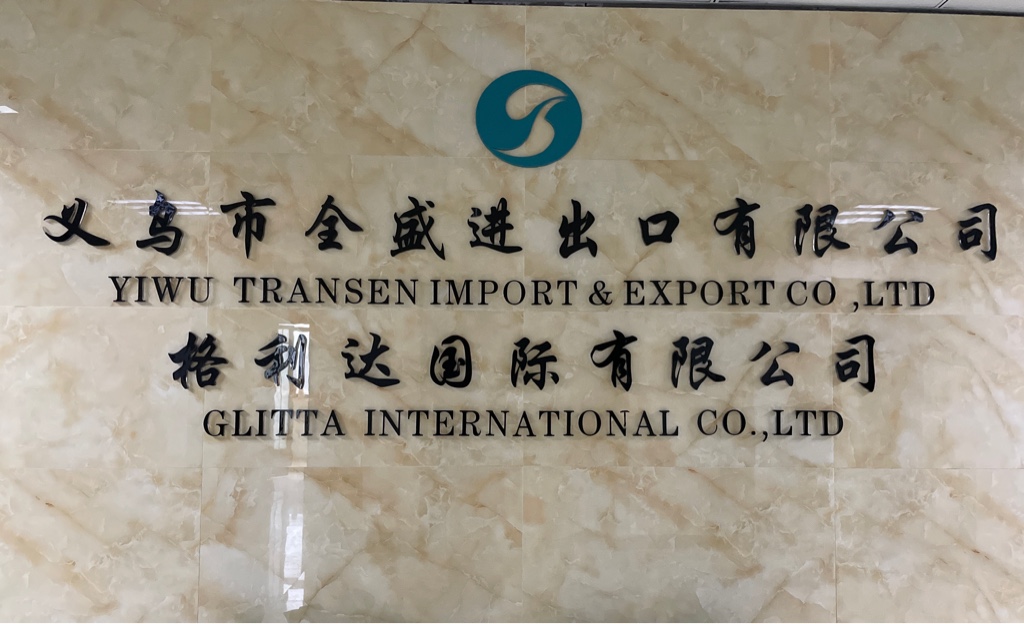 义乌市全盛进出口有限公司
YIWU TRANSEN IMPORT & EXPORT CO ,LTD
格利达国际有限公司
GLITTA INTERNATIONAL CO.,LTD